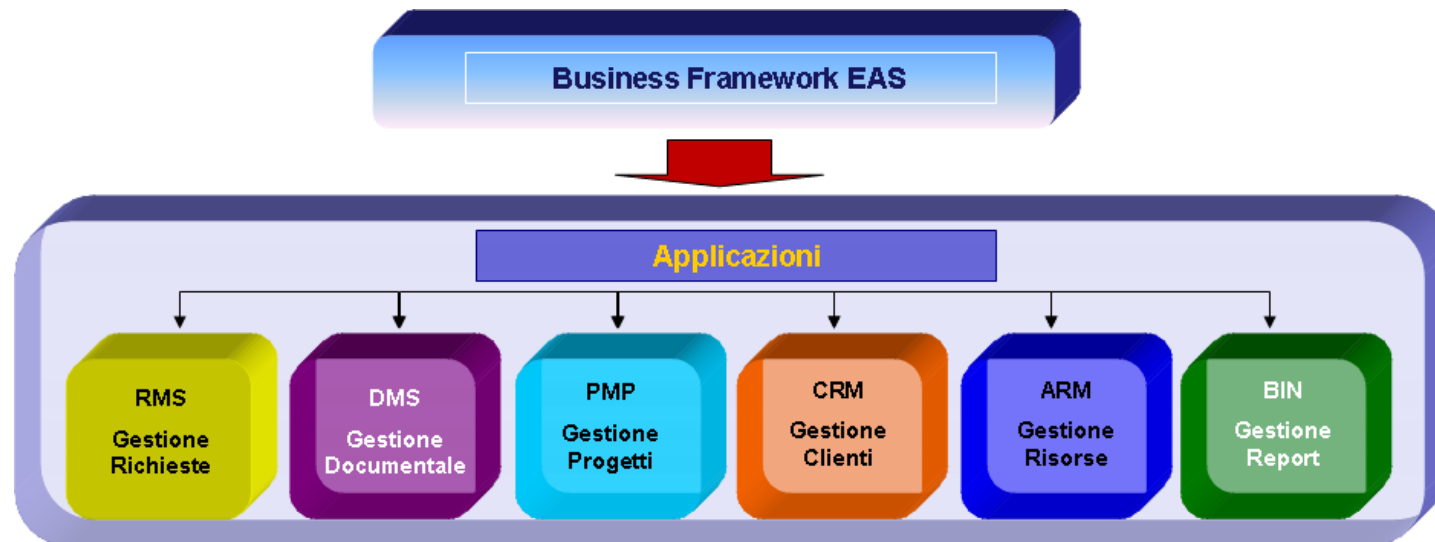 Business Framework EAS
Applicazioni
RMS
Gestione
Richieste
DMS
Gestione
Documentale
PMP
Gestione
Progetti
CRM
Gestione
Clienti
ARM
Gestione
Risorse
BIN
Gestione
Report